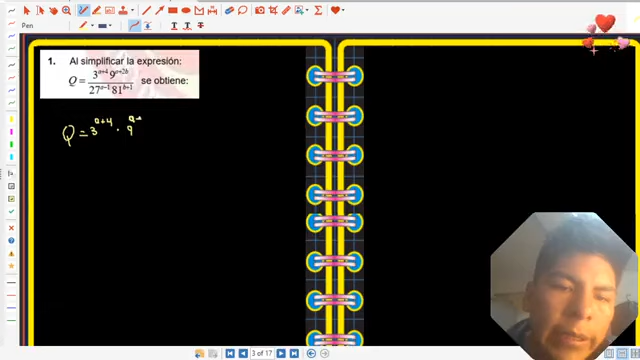 Pen
1. Al simplificar la expresión:
Q = 3^{a+4} 9^{a+2b} / 27^{a-1} 81^{b+1} se obtiene:
Q = 3^{a+4} · 9^{a
3 of 17